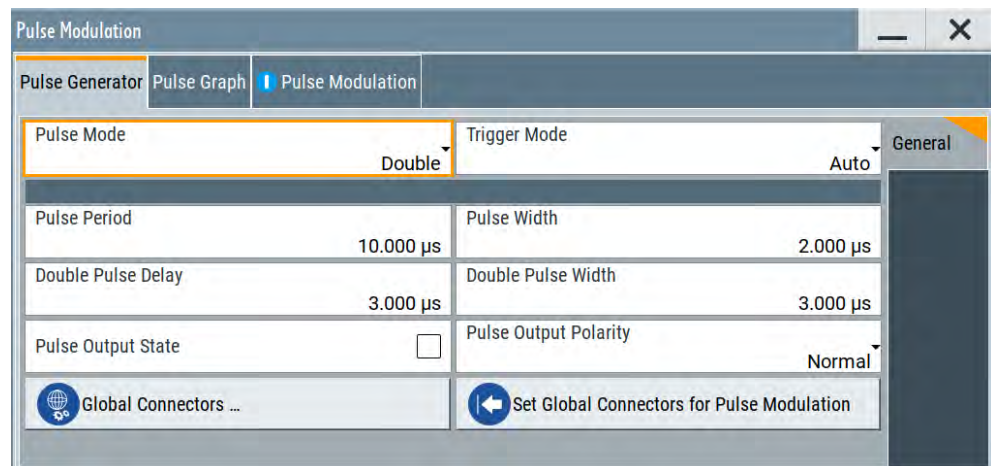 Pulse Modulation
Pulse Generator Pulse Graph Pulse Modulation
Pulse Mode
Double
Trigger Mode
Auto
General
Pulse Period
10.000 µs
Pulse Width
2.000 µs
Double Pulse Delay
3.000 µs
Double Pulse Width
3.000 µs
Pulse Output State
Pulse Output Polarity
Normal
Global Connectors ...
Set Global Connectors for Pulse Modulation